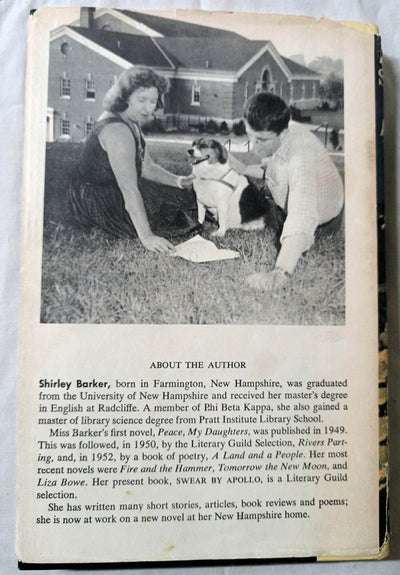 ABOUT THE AUTHOR
Shirley Barker, born in Farmington, New Hampshire, was graduated
from the University of New Hampshire and received her master's degree
in English at Radcliffe. A member of Phi Beta Kappa, she also gained a
master of library science degree from Pratt Institute Library School.
Miss Barker's first novel, Peace, My Daughters, was published in 1949.
This was followed, in 1950, by the Literary Guild Selection, Rivers Part-
ing, and, in 1952, by a book of poetry, A Land and a People. Her most
recent novels were Fire and the Hammer, Tomorrow the New Moon, and
Liza Bowe. Her present book, SWEAR BY APOLLO, is a Literary Guild
selection.
She has written many short stories, articles, book reviews and poems;
she is now at work on a new novel at her New Hampshire home.